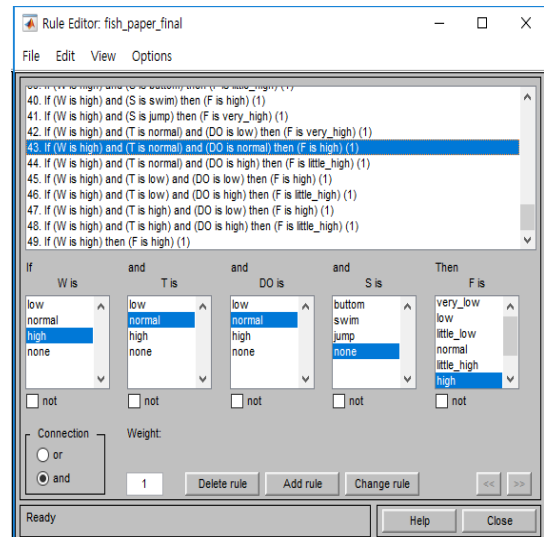 Rule Editor: fish_paper_final
File Edit View Options
39. If (W is high) and (S is buttom) then (F is little_high) (1)
40. If (W is high) and (S is swim) then (F is high) (1)
41. If (W is high) and (S is jump) then (F is high) (1)
42. If (W is high) and (T is normal) and (DO is low) then (F is very_high) (1)
43. If (W is high) and (T is normal) and (DO is normal) then (F is high) (1)
44. If (W is high) and (T is normal) and (DO is high) then (F is little_high) (1)
45. If (W is high) and (T is low) and (DO is low) then (F is high) (1)
46. If (W is high) and (T is low) and (DO is high) then (F is little_high) (1)
47. If (W is high) and (T is high) and (DO is low) then (F is high) (1)
48. If (W is high) and (T is high) and (DO is high) then (F is little_high) (1)
49. If (W is high) then (F is high) (1)
If and and and Then
W is T is DO is S is F is
low low low buttom very_low
normal normal normal swim low
high high high jump little_low
none none none none normal
little_high
high
not not not not not
Connection Weight:
or
and 1 Delete rule Add rule Change rule << >>
Ready Help Close